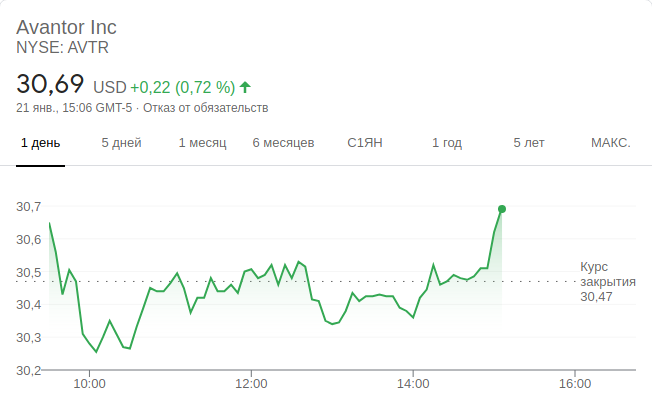 Avantor Inc
NYSE: AVTR
30,69 USD +0,22 (0,72 %)
21 янв., 15:06 GMT-5 · Отказ от обязательств
1 день 5 дней 1 месяц 6 месяцев С1ЯН 1 год 5 лет МАКС.
30,7
30,6
30,5
30,4
30,3
30,2
Курс
закрытия
30,47
10:00 12:00 14:00 16:00